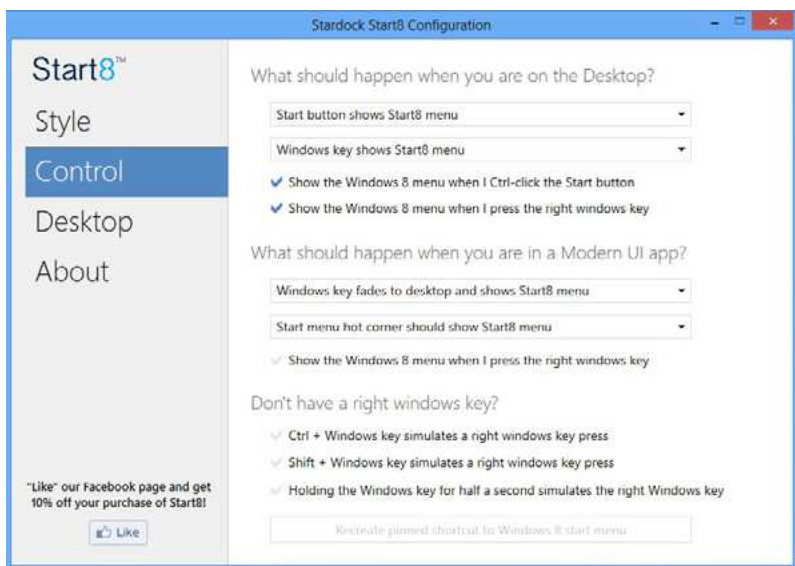 Stardock Start8 Configuration
Start8™
Style
Control
Desktop
About
"Like" our Facebook page and get
10% off your purchase of Start8!
Like
What should happen when you are on the Desktop?
Start button shows Start8 menu
Windows key shows Start8 menu
Show the Windows 8 menu when I Ctrl-click the Start button
Show the Windows 8 menu when I press the right windows key
What should happen when you are in a Modern UI app?
Windows key fades to desktop and shows Start8 menu
Start menu hot corner should show Start8 menu
Show the Windows 8 menu when I press the right windows key
Don't have a right windows key?
Ctrl + Windows key simulates a right windows key press
Shift + Windows key simulates a right windows key press
Holding the Windows key for half a second simulates the right Windows key
Recreate pinned shortcut to Windows 8 start menu